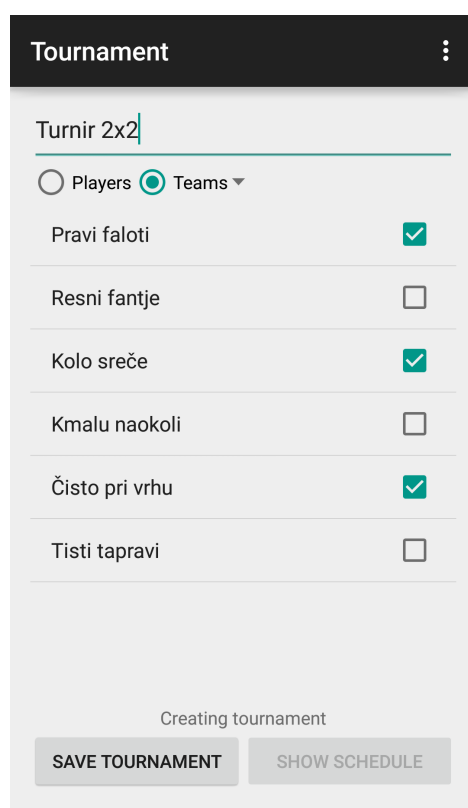 Tournament
Turnir 2x2
Players Teams
Pravi faloti
Resni fantje
Kolo sreče
Kmalu naokoli
Čisto pri vrhu
Tisti tapravi
Creating tournament
SAVE TOURNAMENT SHOW SCHEDULE